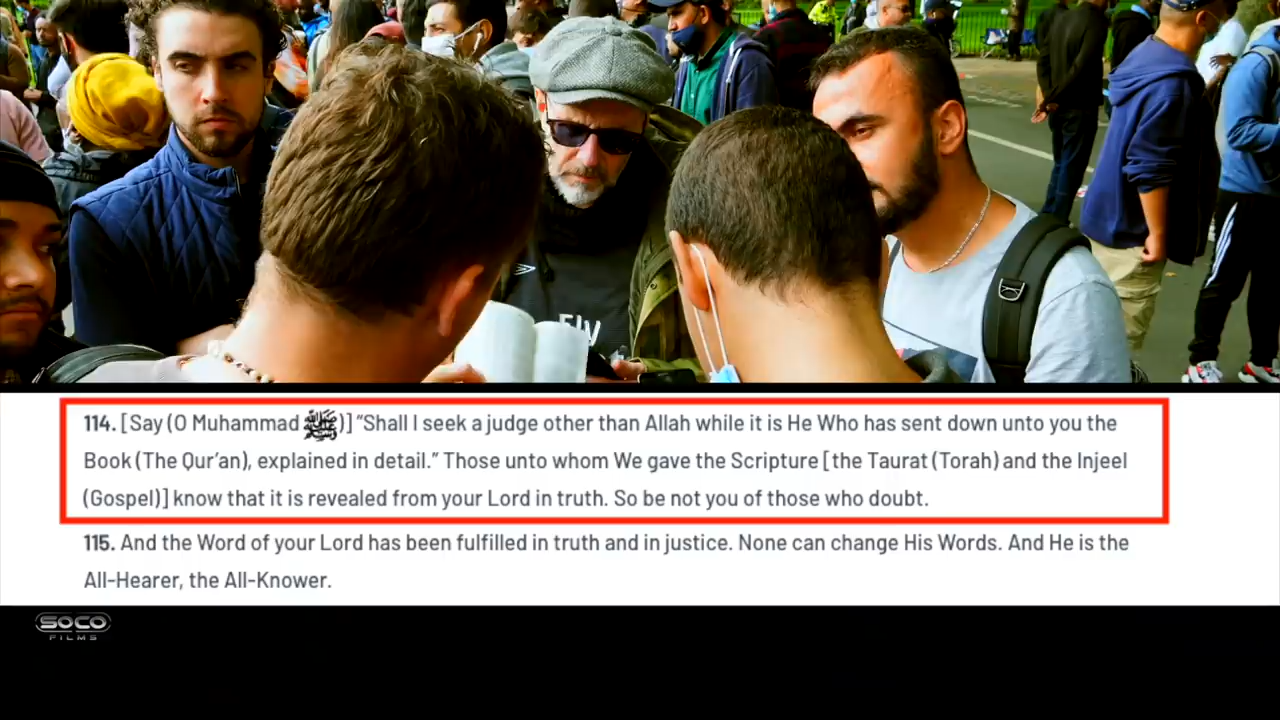 114. [Say (O Muhammad ﷺ)] "Shall I seek a judge other than Allah while it is He Who has sent down unto you the
Book (The Qur'an), explained in detail." Those unto whom We gave the Scripture [the Taurat (Torah) and the Injeel
(Gospel)] know that it is revealed from your Lord in truth. So be not you of those who doubt.
115. And the Word of your Lord has been fulfilled in truth and in justice. None can change His Words. And He is the
All-Hearer, the All-Knower.
SOCO
FILMS